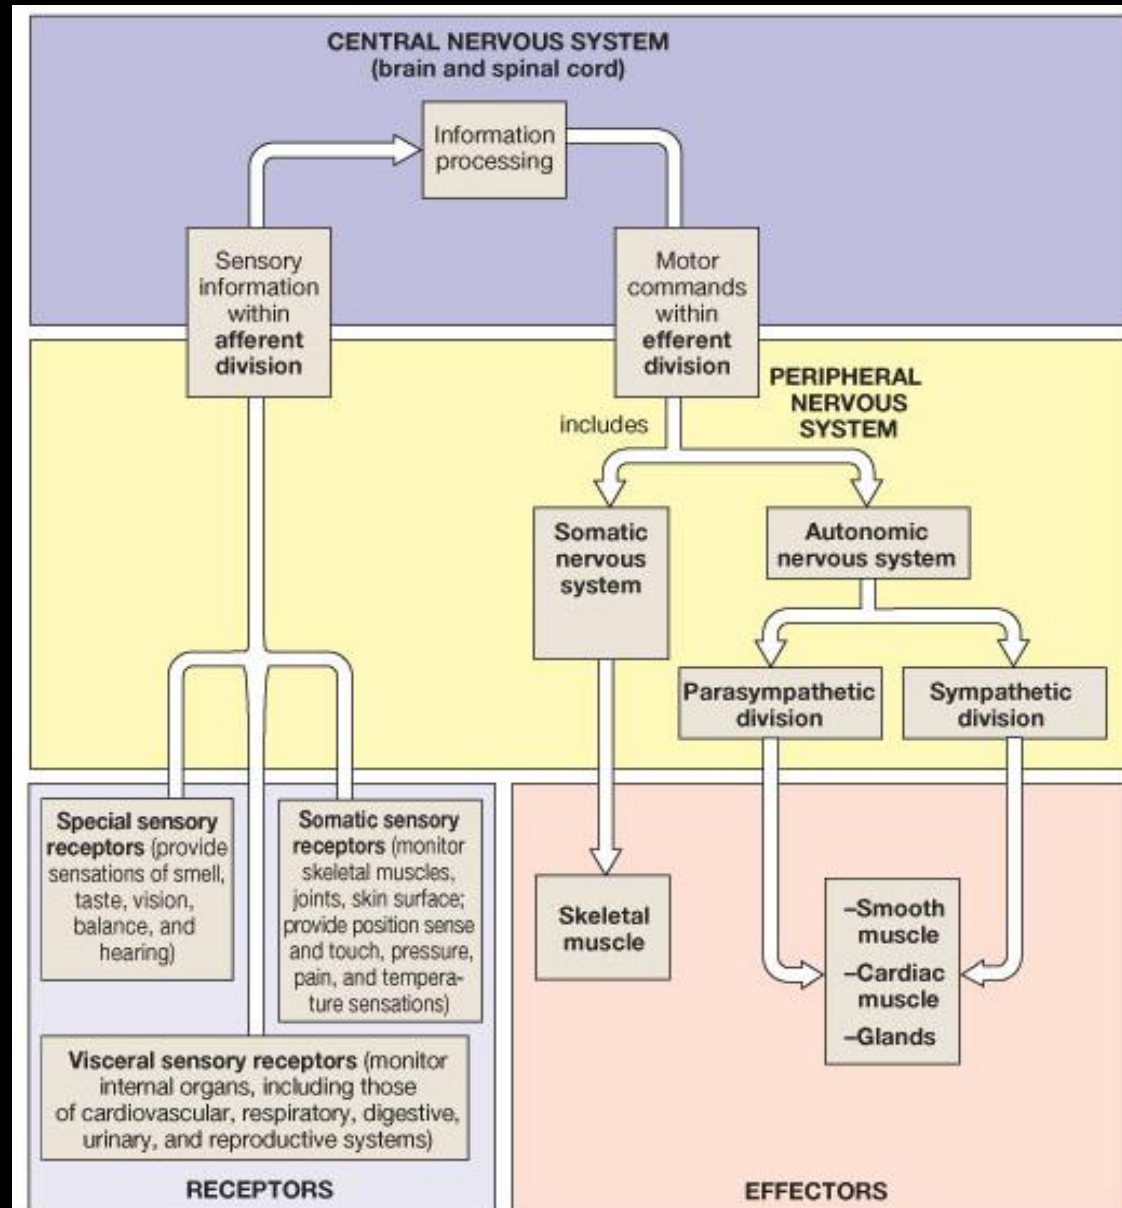 CENTRAL NERVOUS SYSTEM
(brain and spinal cord)
Information
processing
Sensory
information
within
afferent
division
Motor
commands
within
efferent
division
PERIPHERAL
NERVOUS
SYSTEM
includes
Somatic
nervous
system
Autonomic
nervous system
Parasympathetic
division
Sympathetic
division
Special sensory
receptors (provide
sensations of smell,
taste, vision,
balance, and
hearing)
Somatic sensory
receptors (monitor
skeletal muscles,
joints, skin surface;
provide position sense
and touch, pressure,
pain, and tempera-
ture sensations)
Visceral sensory receptors (monitor
internal organs, including those
of cardiovascular, respiratory, digestive,
urinary, and reproductive systems)
RECEPTORS
Skeletal
muscle
–Smooth
muscle
–Cardiac
muscle
–Glands
EFFECTORS